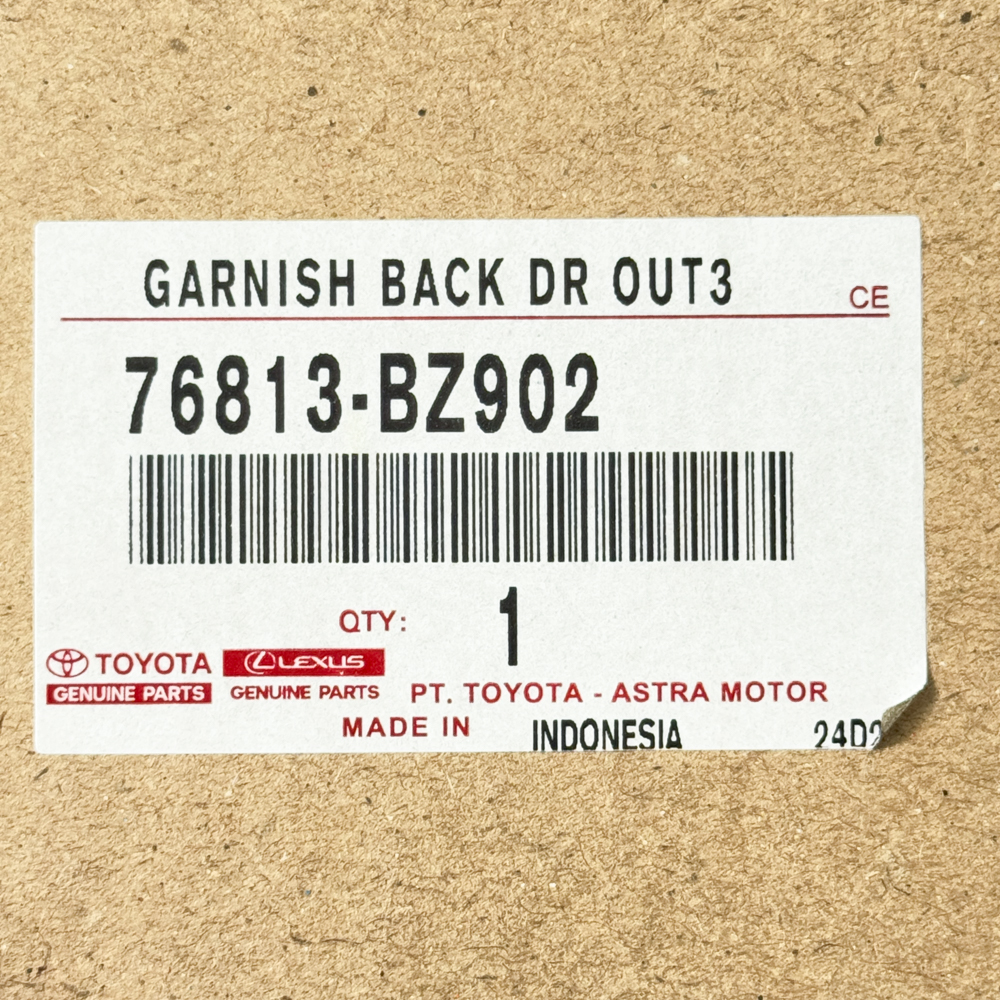 GARNISH BACK DR OUT3
CE
76813-BZ902
QTY: 1
TOYOTA LEXUS
GENUINE PARTS GENUINE PARTS PT. TOYOTA - ASTRA MOTOR
MADE IN INDONESIA